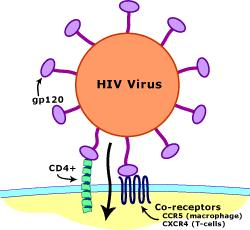 HIV Virus
gp120
CD4+
Co-receptors
CCR5 (macrophage)
CXCR4 (T-cells)